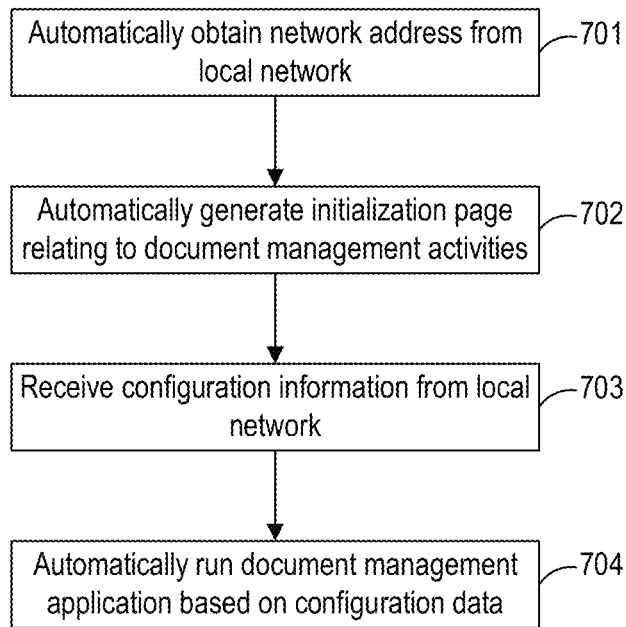 Automatically obtain network address from
local network
701
Automatically generate initialization page
relating to document management activities
702
Receive configuration information from local
network
703
Automatically run document management
application based on configuration data
704